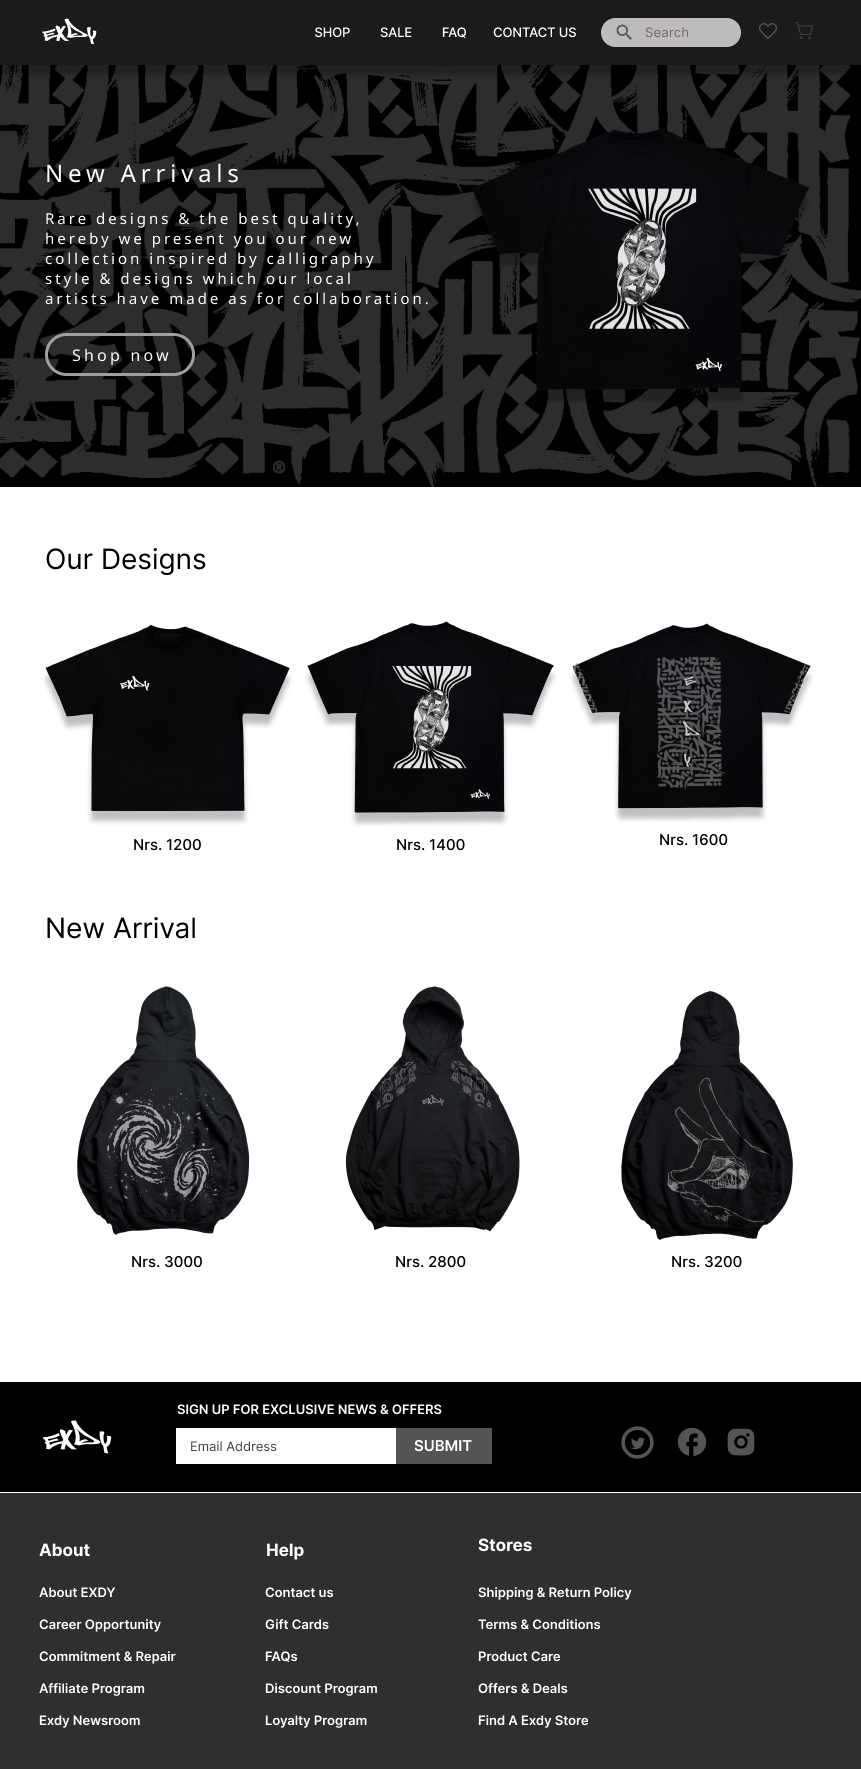 EXDY
SHOP SALE FAQ CONTACT US Search
New Arrivals
Rare designs & the best quality,
hereby we present you our new
collection inspired by calligraphy
style & designs which our local
artists have made as for collaboration.
EXDY
Shop now
®
Our Designs
EXDY
E
X
D
Y
EXDY
Nrs. 1200 Nrs. 1400 Nrs. 1600
New Arrival
EXDY
Nrs. 3000 Nrs. 2800 Nrs. 3200
SIGN UP FOR EXCLUSIVE NEWS & OFFERS
EXDY
Email Address SUBMIT
About Help Stores
About EXDY Contact us Shipping & Return Policy
Career Opportunity Gift Cards Terms & Conditions
Commitment & Repair FAQs Product Care
Affiliate Program Discount Program Offers & Deals
Exdy Newsroom Loyalty Program Find A Exdy Store